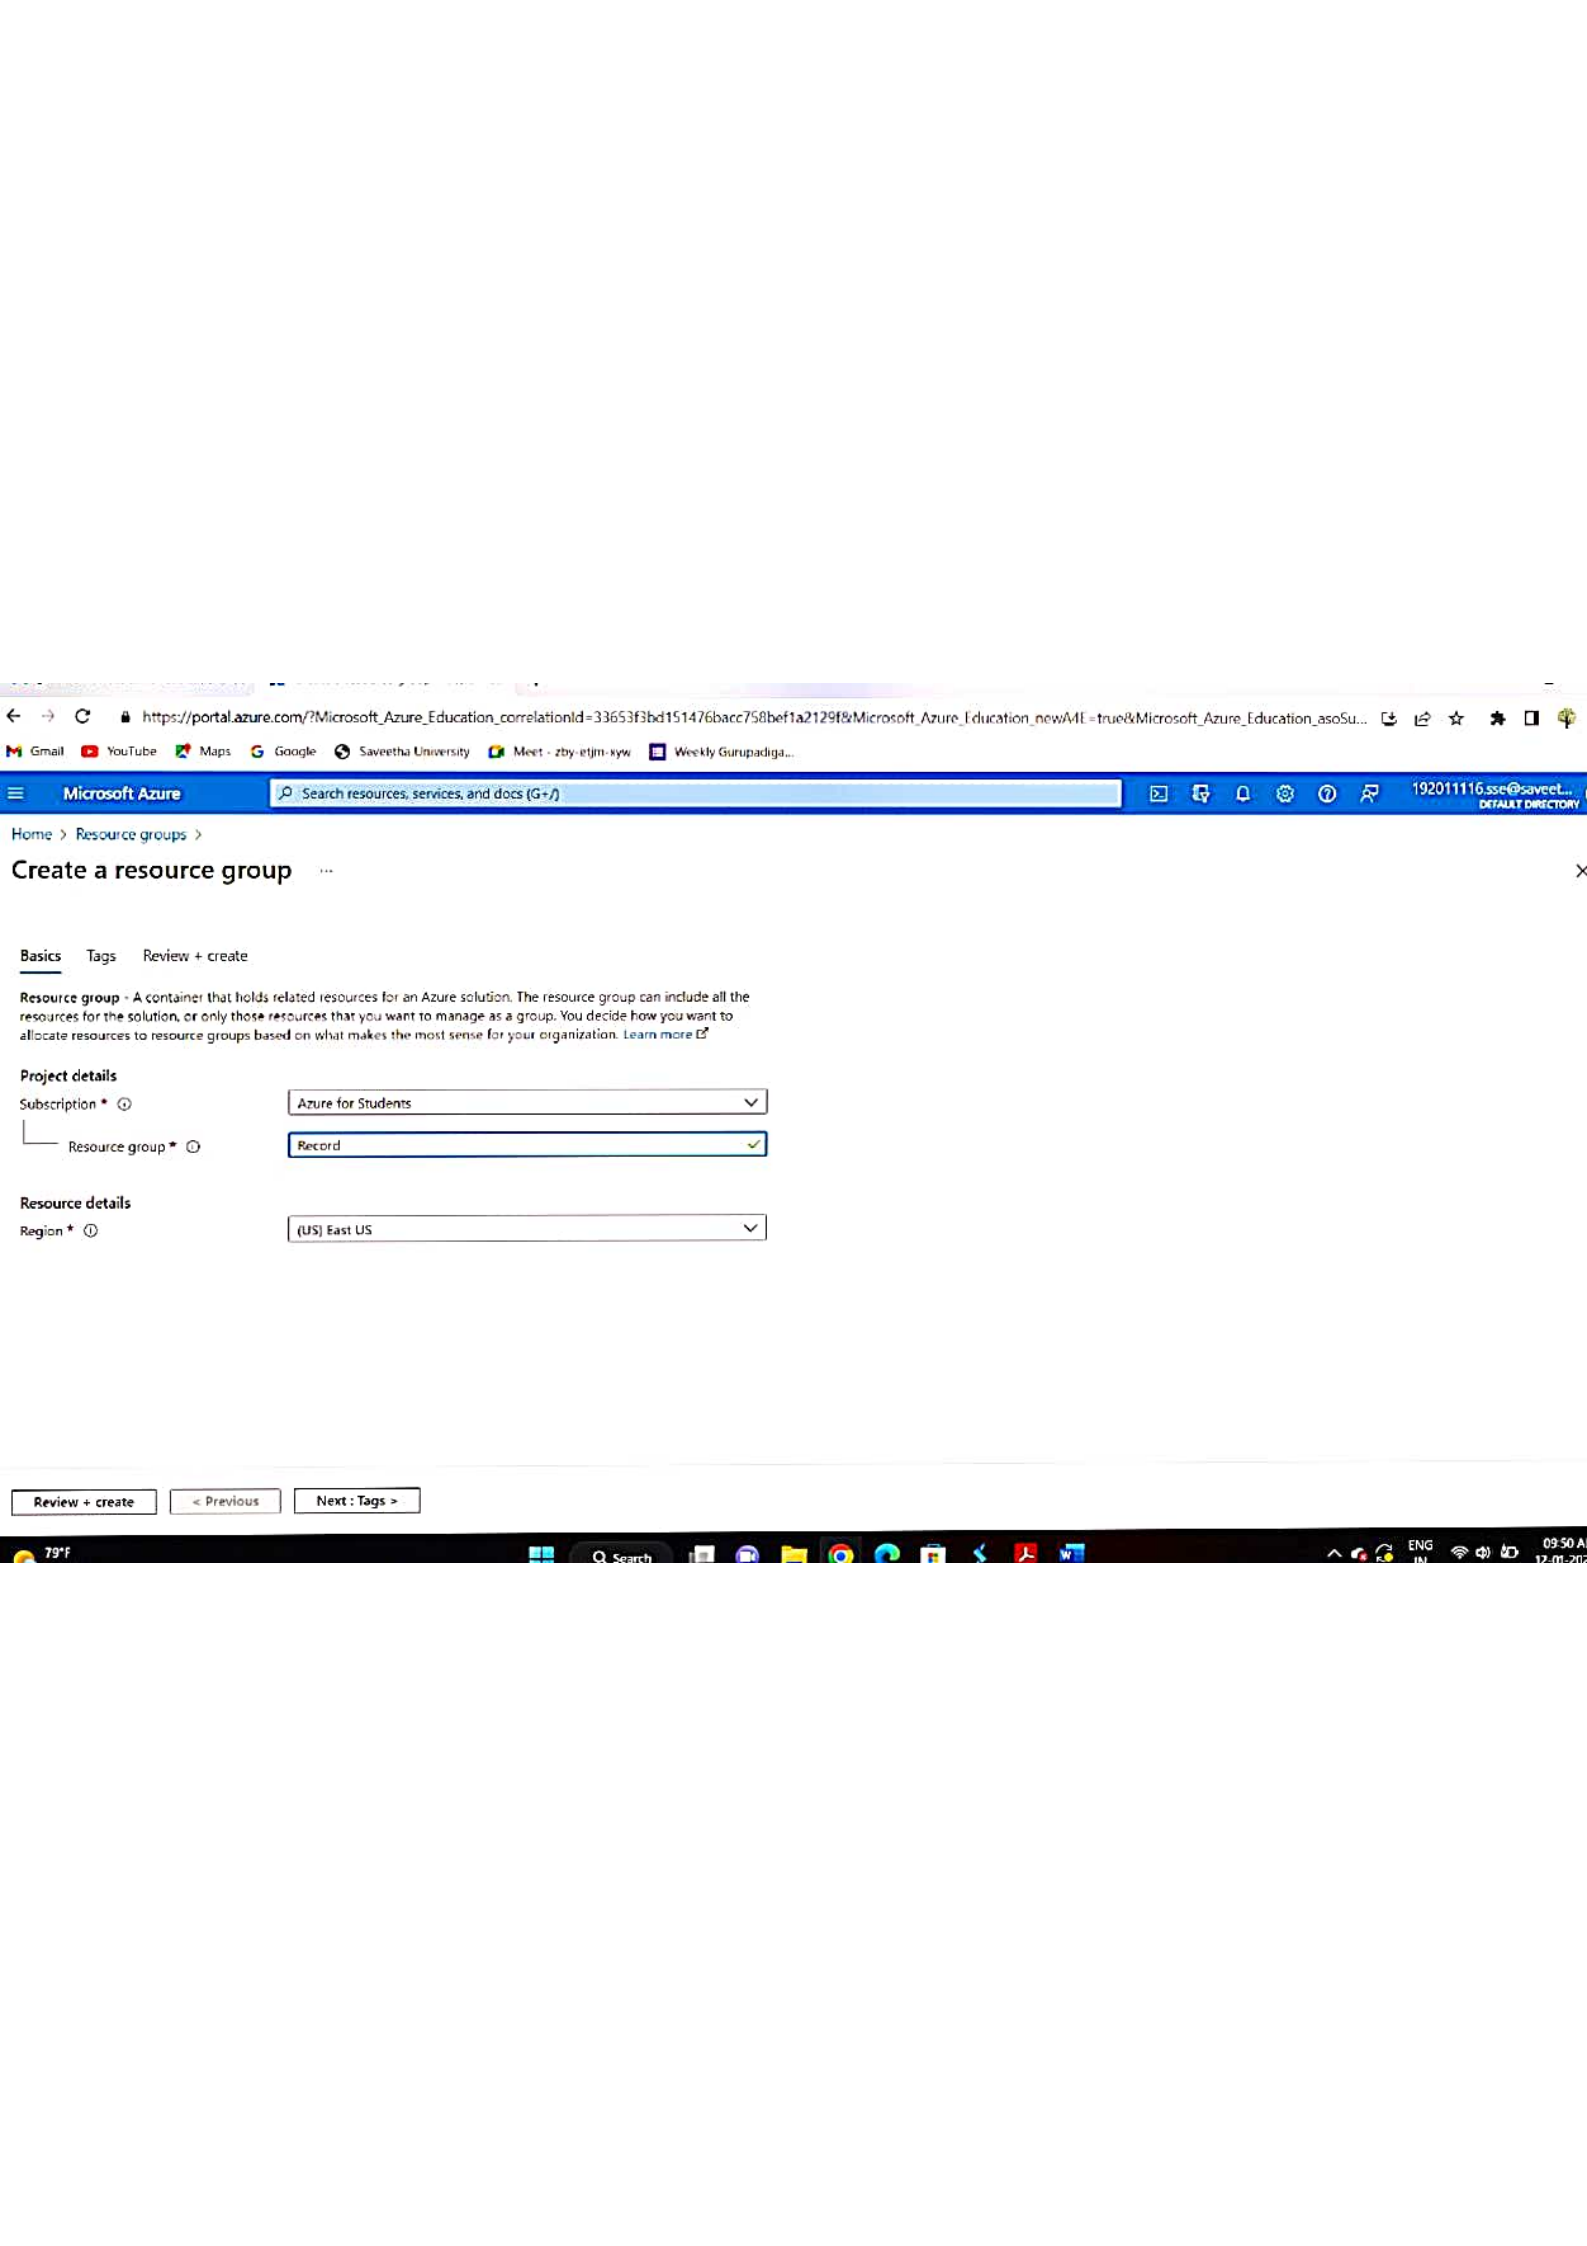 https://portal.azure.com/?Microsoft_Azure_Education_correlationId=33653f3bd151476bacc758bef1a2129f&Microsoft_Azure_Education_newA4E=true&Microsoft_Azure_Education_asoSu...
Gmail YouTube Maps Google Saveetha University Meet - zby-etjm-xyw Weekly Gurupadiga...
Microsoft Azure Search resources, services, and docs (G+/) 192011116.sse@saveet...
DEFAULT DIRECTORY
Home > Resource groups >
Create a resource group ...
Basics Tags Review + create
Resource group - A container that holds related resources for an Azure solution. The resource group can include all the
resources for the solution, or only those resources that you want to manage as a group. You decide how you want to
allocate resources to resource groups based on what makes the most sense for your organization. Learn more
Project details
Subscription * Azure for Students
Resource group * Record
Resource details
Region * (US) East US
Review + create < Previous Next : Tags >
79°F Search ENG 09:50 A
IN 12-01-202